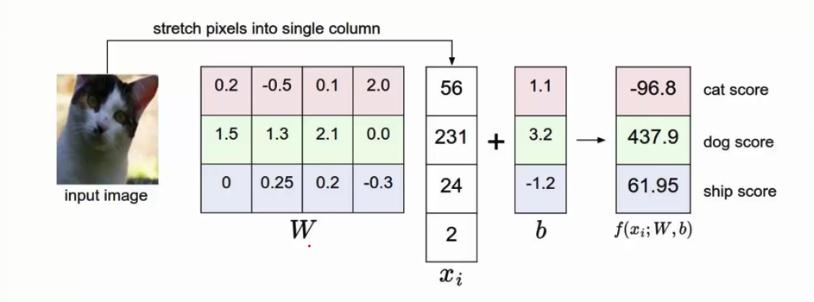 stretch pixels into single column
0.2 -0.5 0.1 2.0 56 1.1 -96.8 cat score
1.5 1.3 2.1 0.0 231 + 3.2 437.9 dog score
0 0.25 0.2 -0.3 24 -1.2 61.95 ship score
input image
2
W b f(xᵢ; W, b)
xᵢ